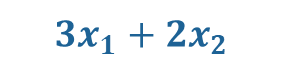 3x₁ + 2x₂